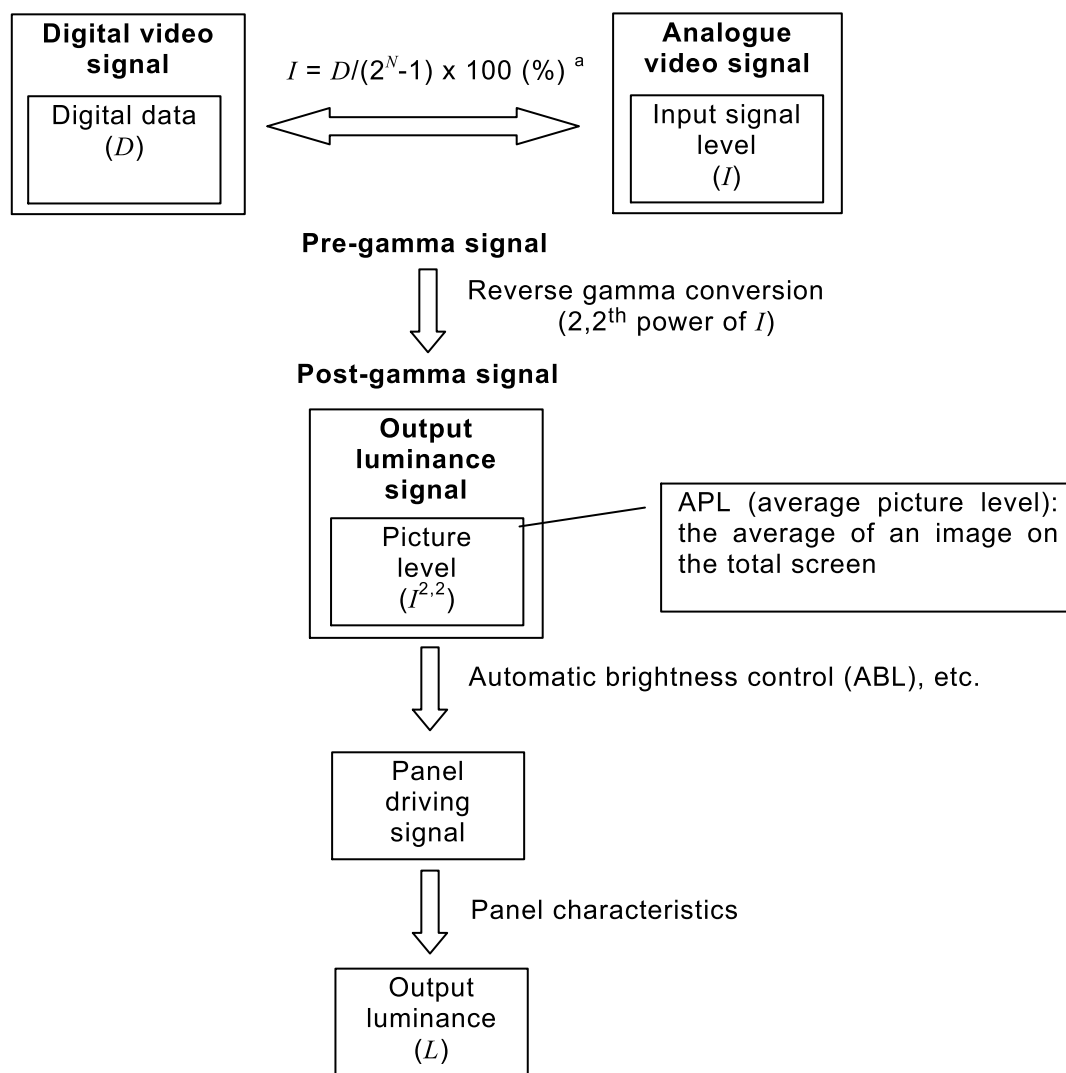 Digital video
signal
Digital data
(D)
I = D/(2^N-1) x 100 (%) ^a
Analogue
video signal
Input signal
level
(I)
Pre-gamma signal
Reverse gamma conversion
(2,2^th power of I)
Post-gamma signal
Output
luminance
signal
Picture
level
(I^2,2)
APL (average picture level):
the average of an image on
the total screen
Automatic brightness control (ABL), etc.
Panel
driving
signal
Panel characteristics
Output
luminance
(L)